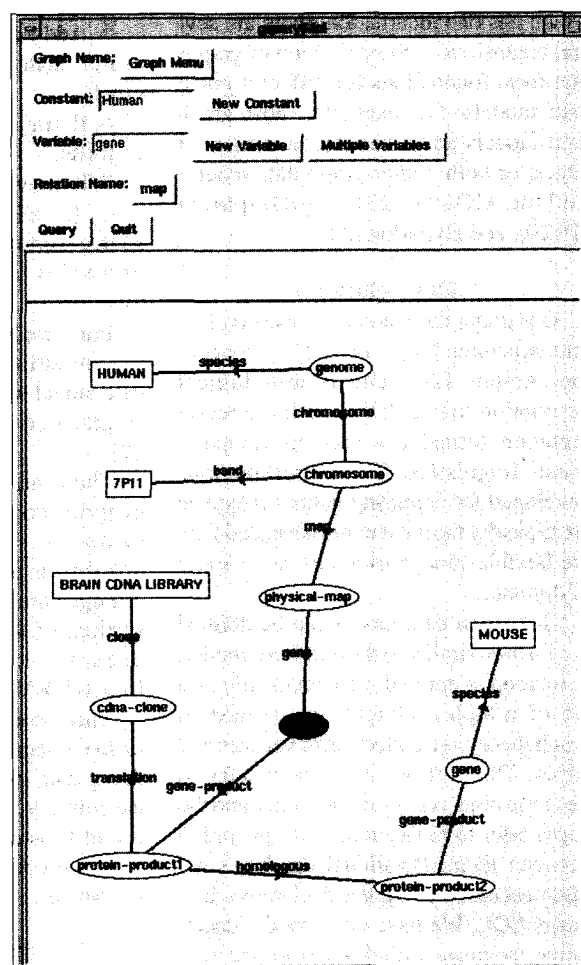 Graph Name: Graph Menu
Constant: Human New Constant
Variable: gene New Variable Multiple Variables
Relation Name: map
Query Quit
species
HUMAN
genome
chromosome
band
7P11
chromosome
map
BRAIN CDNA LIBRARY
physical-map
MOUSE
clone
gene
species
cdna-clone
gene
translation
gene-product
gene-product
protein-product1
homologous
protein-product2